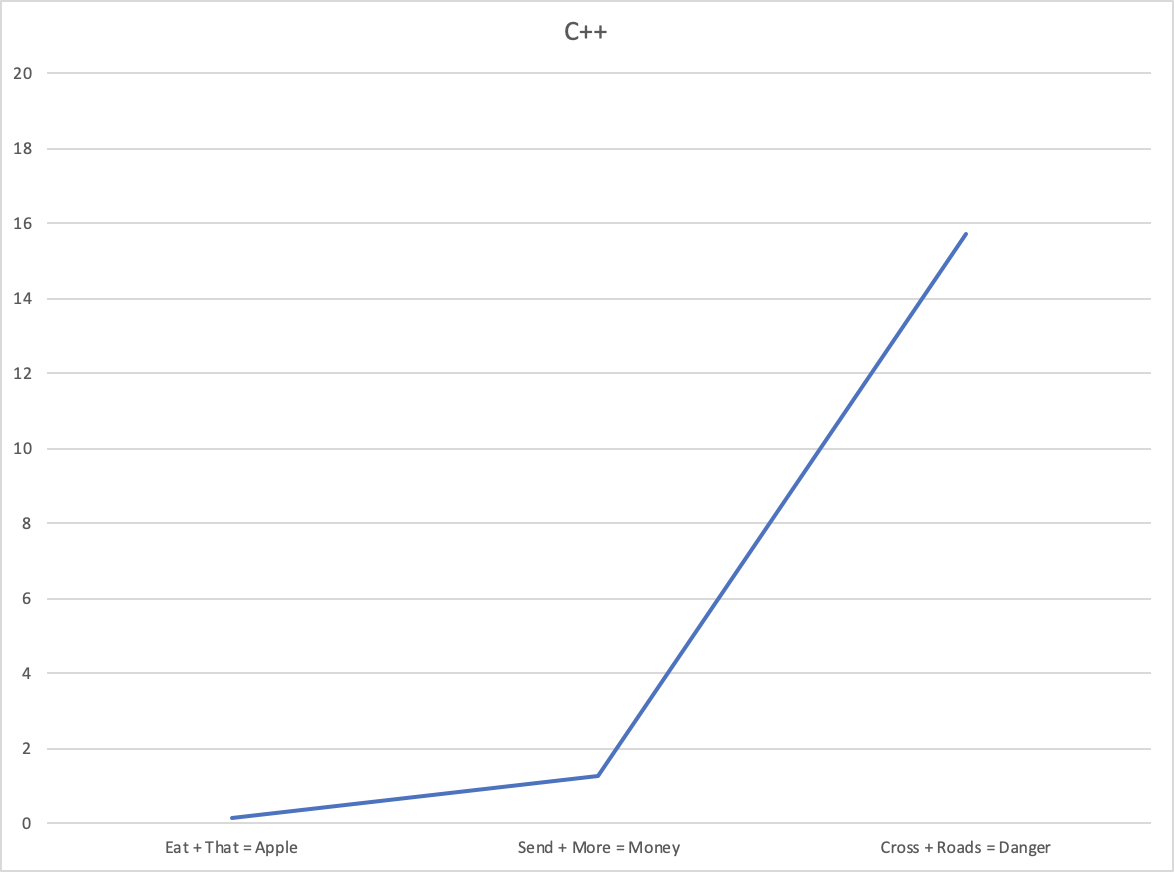 C++
20
18
16
14
12
10
8
6
4
2
0
Eat + That = Apple
Send + More = Money
Cross + Roads = Danger